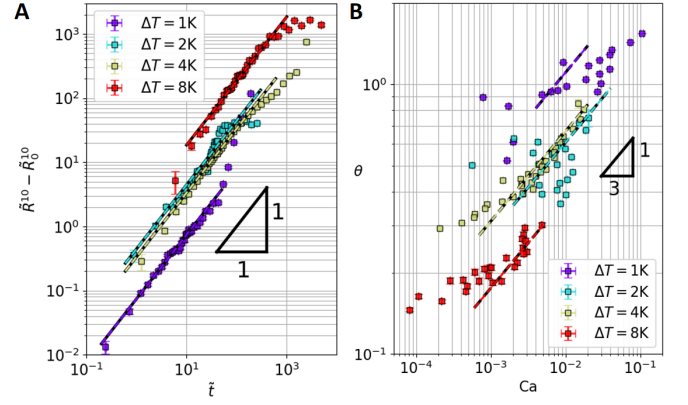 A
B
ΔT = 1K
ΔT = 2K
ΔT = 4K
ΔT = 8K
10³
10²
10¹
10⁰
10⁻¹
10⁻²
R̃¹⁰ − R̃₀¹⁰
1
1
10⁻¹
10¹
10³
t̃
10⁰
10⁻¹
θ
1
3
ΔT = 1K
ΔT = 2K
ΔT = 4K
ΔT = 8K
10⁻⁴
10⁻³
10⁻²
10⁻¹
Ca